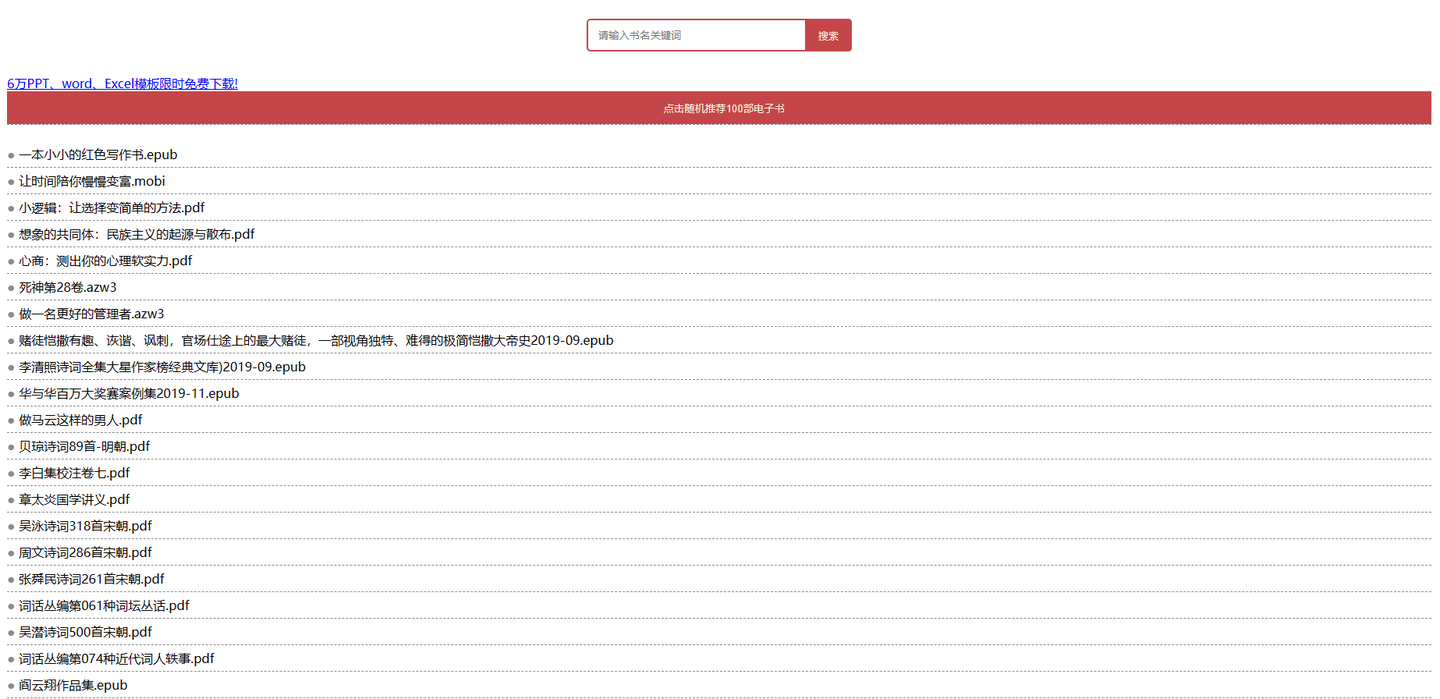 请输入书名关键词
搜索
6万PPT、word、Excel模板限时免费下载!
点击随机推荐100部电子书
● 一本小小的红色写作书.epub
● 让时间陪你慢慢变富.mobi
● 小逻辑：让选择变简单的方法.pdf
● 想象的共同体：民族主义的起源与散布.pdf
● 心商：测出你的心理软实力.pdf
● 死神第28卷.azw3
● 做一名更好的管理者.azw3
● 赌徒恺撒有趣、诙谐、讽刺，官场仕途上的最大赌徒，一部视角独特、难得的极简恺撒大帝史2019-09.epub
● 李清照诗词全集大星作家榜经典文库)2019-09.epub
● 华与华百万大奖赛案例集2019-11.epub
● 做马云这样的男人.pdf
● 贝琼诗词89首-明朝.pdf
● 李白集校注卷七.pdf
● 章太炎国学讲义.pdf
● 吴泳诗词318首宋朝.pdf
● 周文诗词286首宋朝.pdf
● 张舜民诗词261首宋朝.pdf
● 词话丛编第061种词坛丛话.pdf
● 吴潜诗词500首宋朝.pdf
● 词话丛编第074种近代词人轶事.pdf
● 阎云翔作品集.epub